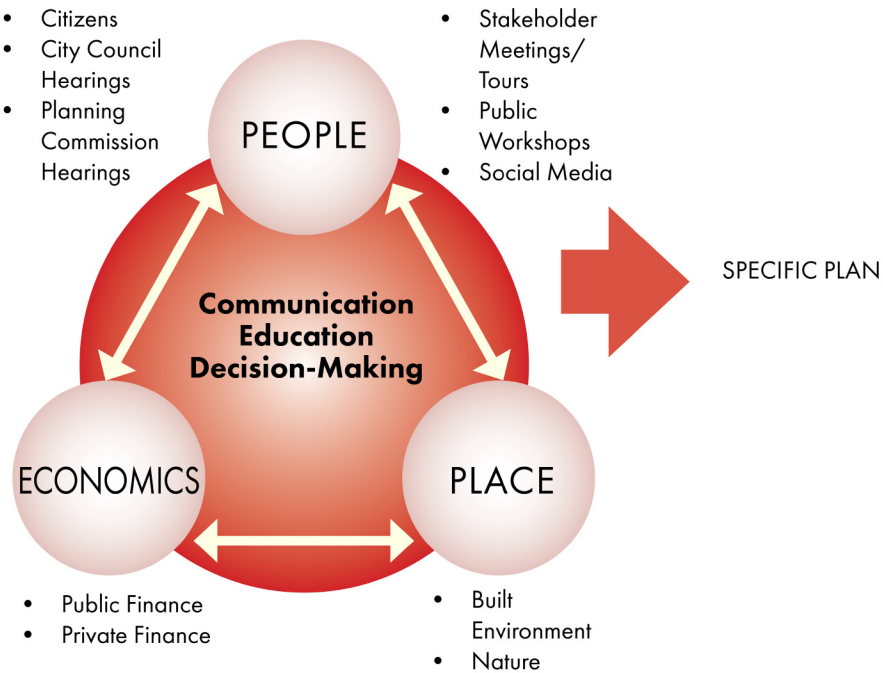 • Citizens
• City Council
Hearings
• Planning
Commission
Hearings
• Stakeholder
Meetings/
Tours
• Public
Workshops
• Social Media
PEOPLE
SPECIFIC PLAN
Communication
Education
Decision-Making
ECONOMICS
PLACE
• Public Finance
• Private Finance
• Built
Environment
• Nature